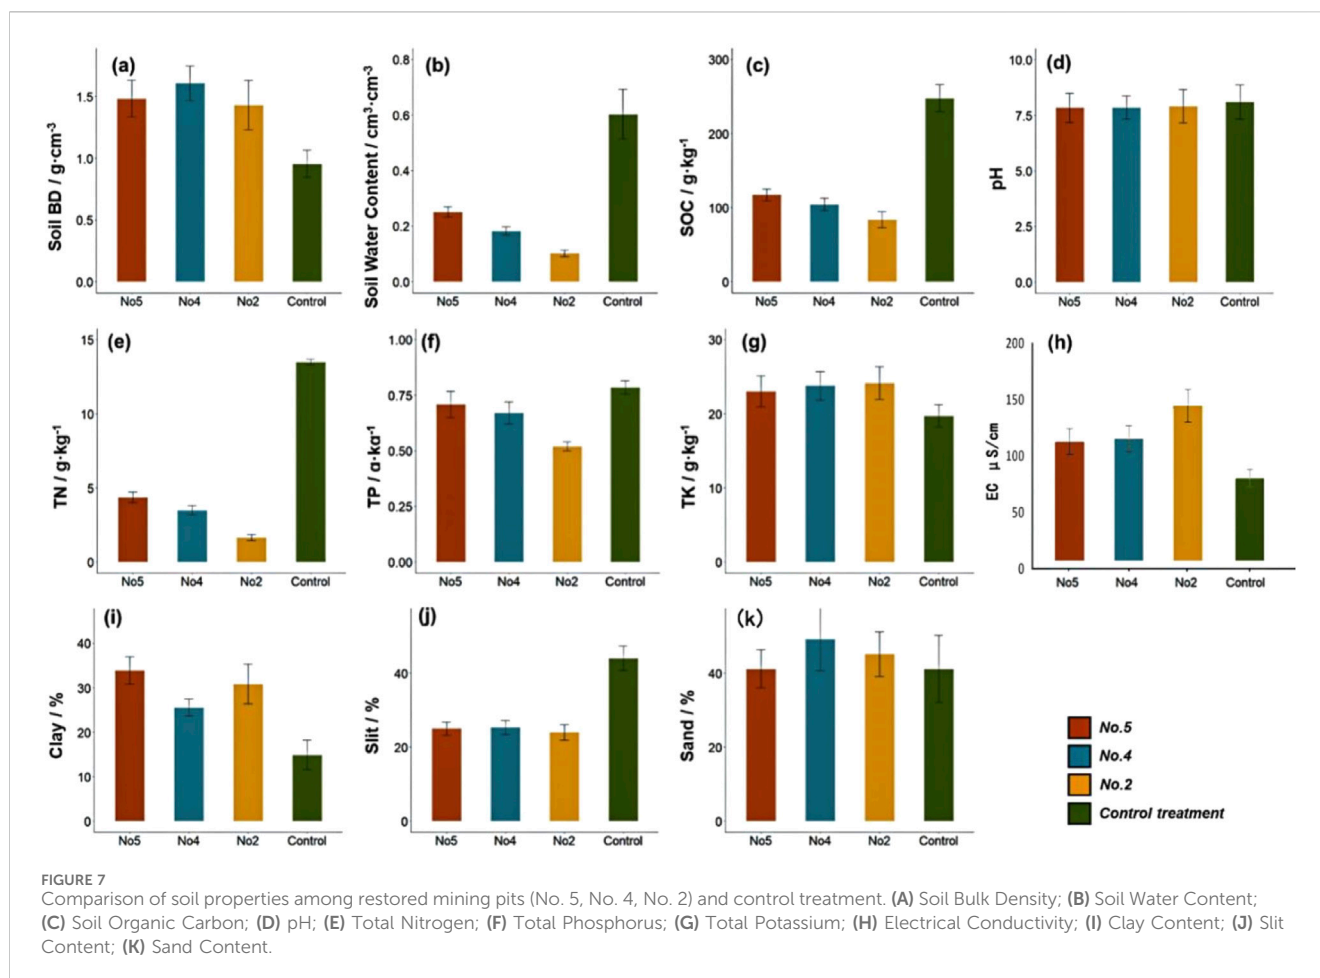 (a)
Soil BD / g·cm⁻³
1.5
1.0
0.5
0.0
No5 No4 No2 Control
(b)
Soil Water Content / cm³·cm⁻³
0.8
0.6
0.4
0.2
0.0
No5 No4 No2 Control
(c)
SOC / g·kg⁻¹
300
200
100
0
No5 No4 No2 Control
(d)
pH
10.0
7.5
5.0
2.5
0.0
No5 No4 No2 Control
(e)
TN / g·kg⁻¹
15
10
5
0
No5 No4 No2 Control
(f)
TP / α·kα⁻¹
1.00
0.75
0.50
0.25
0.00
No5 No4 No2 Control
(g)
TK / g·kg⁻¹
30
20
10
0
No5 No4 No2 Control
(h)
EC μS/cm
200
150
100
50
0
No5 No4 No2 Control
(i)
Clay / %
40
30
20
10
0
No5 No4 No2 Control
(j)
Slit / %
40
20
0
No5 No4 No2 Control
(k)
Sand / %
40
20
0
No5 No4 No2 Control
No.5
No.4
No.2
Control treatment
FIGURE 7
Comparison of soil properties among restored mining pits (No. 5, No. 4, No. 2) and control treatment. (A) Soil Bulk Density; (B) Soil Water Content;
(C) Soil Organic Carbon; (D) pH; (E) Total Nitrogen; (F) Total Phosphorus; (G) Total Potassium; (H) Electrical Conductivity; (I) Clay Content; (J) Slit
Content; (K) Sand Content.